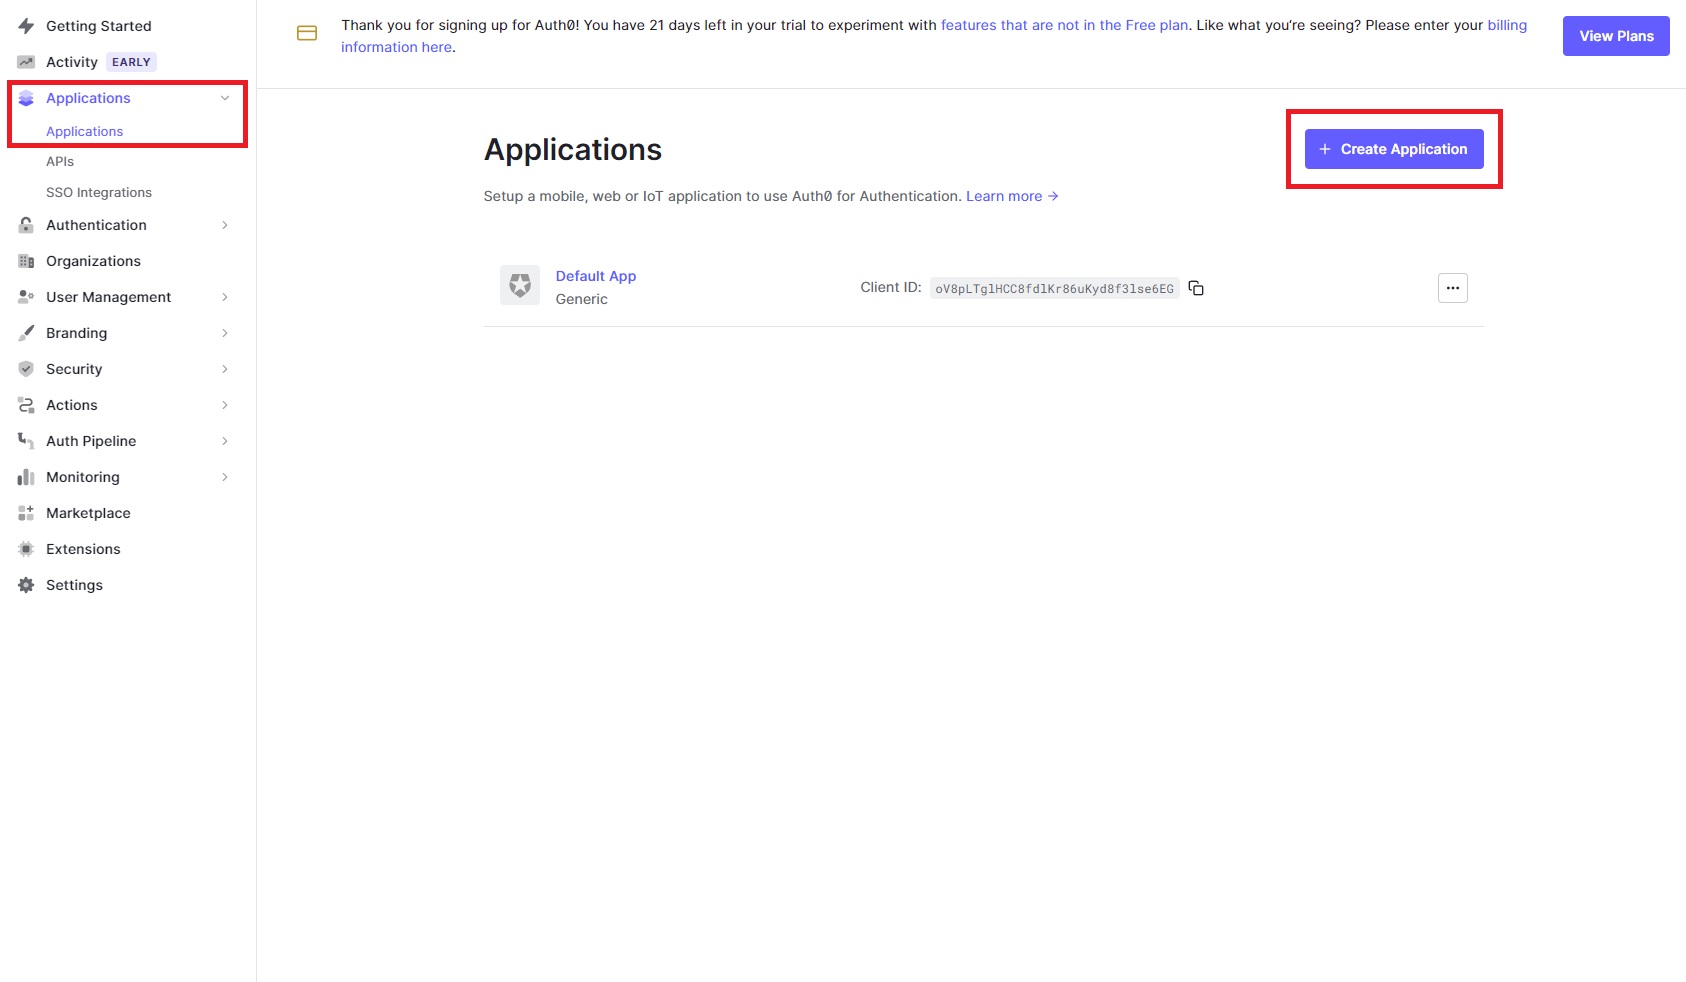 Getting Started
Activity EARLY
Applications
Applications
APIs
SSO Integrations
Authentication
Organizations
User Management
Branding
Security
Actions
Auth Pipeline
Monitoring
Marketplace
Extensions
Settings
Thank you for signing up for Auth0! You have 21 days left in your trial to experiment with features that are not in the Free plan. Like what you're seeing? Please enter your billing
information here.
View Plans
Applications
+ Create Application
Setup a mobile, web or IoT application to use Auth0 for Authentication. Learn more →
Default App
Generic
Client ID: oV8pLTglHCC8fdlKr86uKyd8f3lse6EG